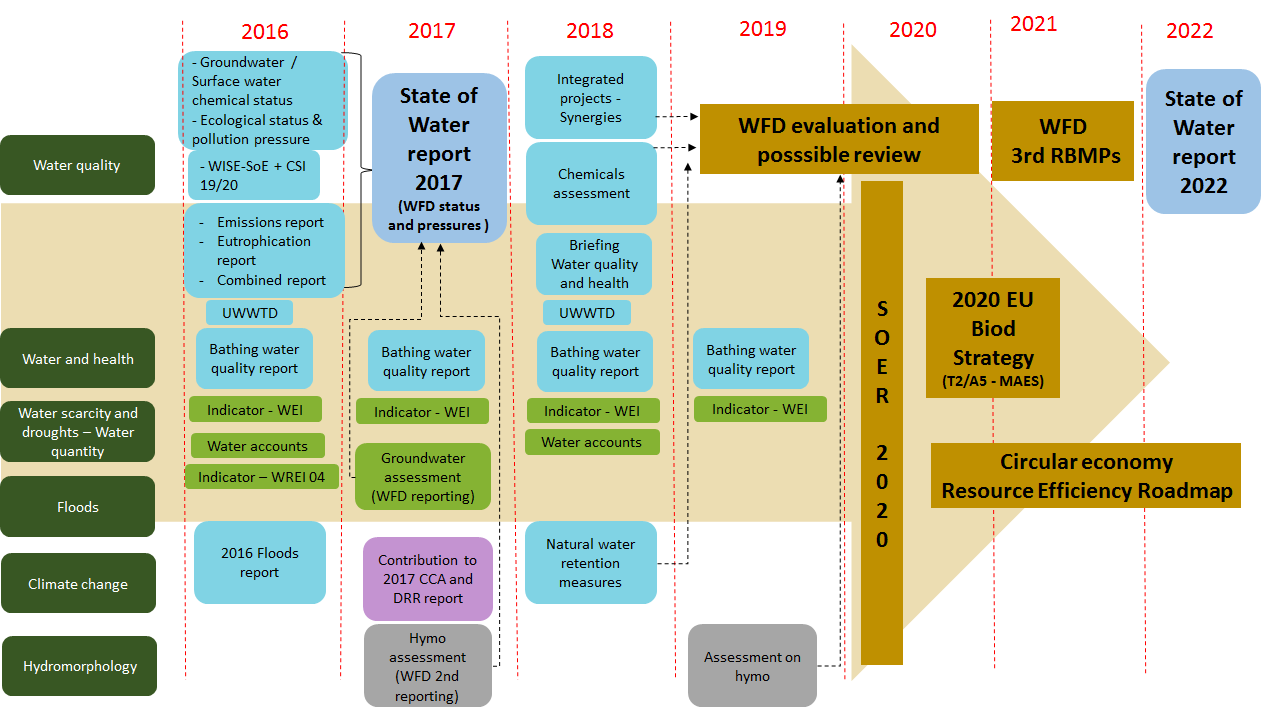 2016
2017
2018
2019
2020
2021
2022
Water quality
Water and health
Water scarcity and
droughts – Water
quantity
Floods
Climate change
Hydromorphology
- Groundwater /
Surface water
chemical status
- Ecological status &
pollution pressure
- WISE-SoE + CSI
19/20
- Emissions report
- Eutrophication
report
- Combined report
UWWTD
Bathing water
quality report
Indicator - WEI
Water accounts
Indicator – WREI 04
2016 Floods
report
State of
Water
report
2017
(WFD status
and pressures )
Bathing water
quality report
Indicator - WEI
Groundwater
assessment
(WFD reporting)
Contribution to
2017 CCA and
DRR report
Hymo
assessment
(WFD 2nd
reporting)
Integrated
projects -
Synergies
Chemicals
assessment
Briefing
Water quality
and health
UWWTD
Bathing water
quality report
Indicator - WEI
Water accounts
Natural water
retention
measures
Bathing water
quality report
Indicator - WEI
Assessment on
hymo
WFD evaluation and
posssible review
S
O
E
R
2
0
2
0
WFD
3rd RBMPs
2020 EU
Biod
Strategy
(T2/A5 - MAES)
Circular economy
Resource Efficiency Roadmap
State of
Water
report
2022